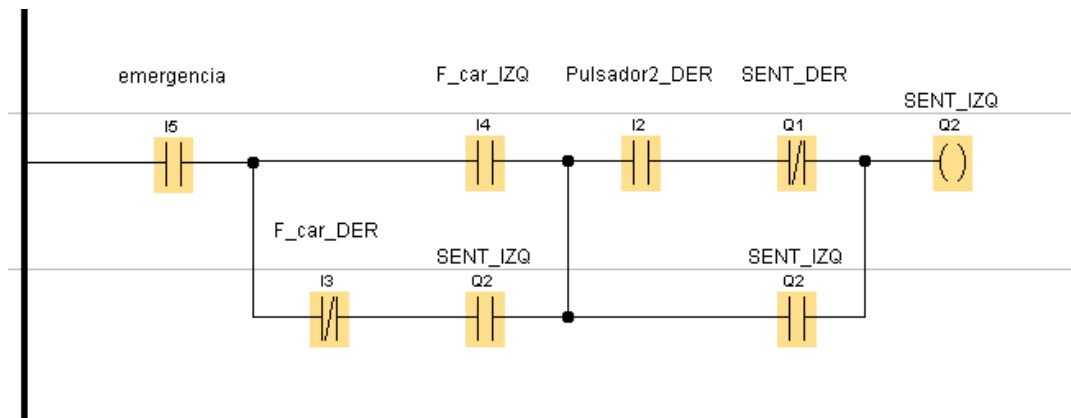 emergencia
F_car_IZQ
Pulsador2_DER
SENT_DER
SENT_IZQ
I5
I4
I2
Q1
Q2
F_car_DER
SENT_IZQ
SENT_IZQ
I3
Q2
Q2